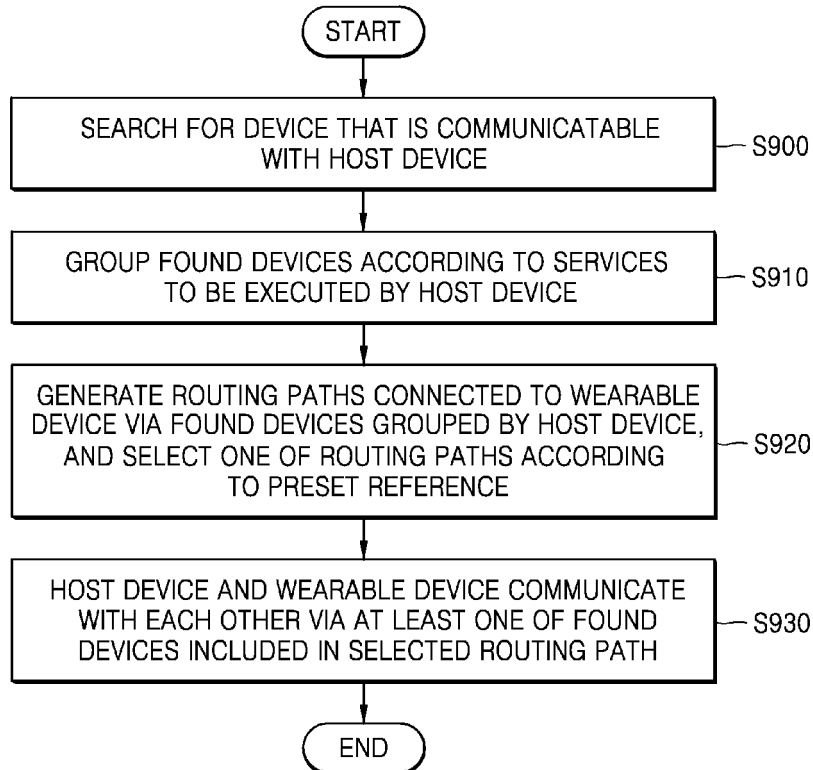 START
SEARCH FOR DEVICE THAT IS COMMUNICATABLE
WITH HOST DEVICE
S900
GROUP FOUND DEVICES ACCORDING TO SERVICES
TO BE EXECUTED BY HOST DEVICE
S910
GENERATE ROUTING PATHS CONNECTED TO WEARABLE
DEVICE VIA FOUND DEVICES GROUPED BY HOST DEVICE,
AND SELECT ONE OF ROUTING PATHS ACCORDING
TO PRESET REFERENCE
S920
HOST DEVICE AND WEARABLE DEVICE COMMUNICATE
WITH EACH OTHER VIA AT LEAST ONE OF FOUND
DEVICES INCLUDED IN SELECTED ROUTING PATH
S930
END